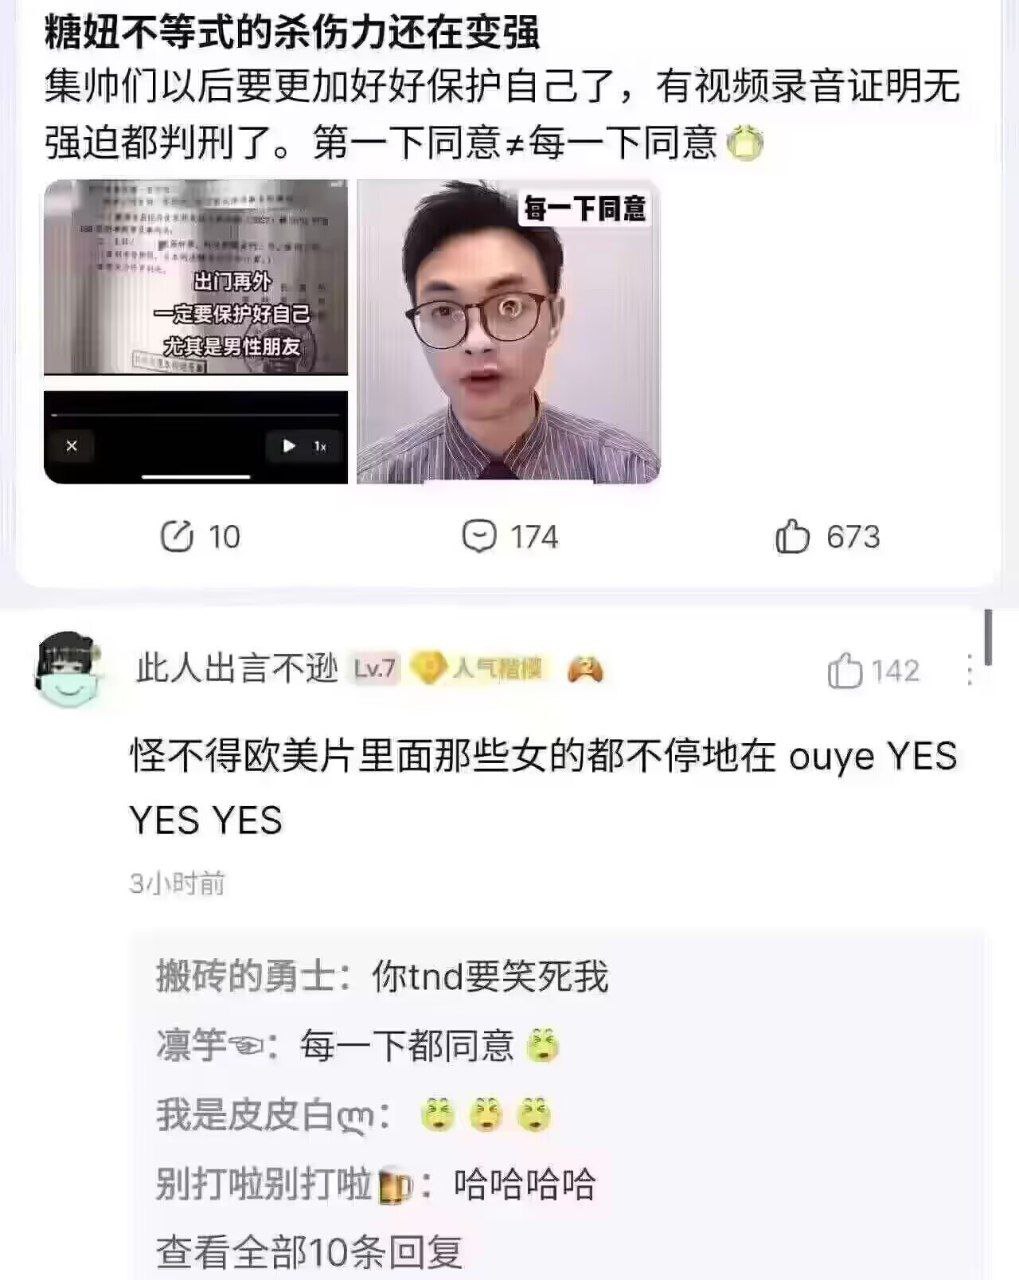 糖妞不等式的杀伤力还在变强
集帅们以后要更加好好保护自己了，有视频录音证明无
强迫都判刑了。第一下同意≠每一下同意
出门再外
一定要保护好自己
尤其是男性朋友
1x
每一下同意
10
174
673
此人出言不逊 Lv.7 人气楷模
142
怪不得欧美片里面那些女的都不停地在 ouye YES
YES YES
3小时前
搬砖的勇士：你tnd要笑死我
凛竽☜：每一下都同意
我是皮皮白ლ：
别打啦别打啦🍺：哈哈哈哈
查看全部10条回复